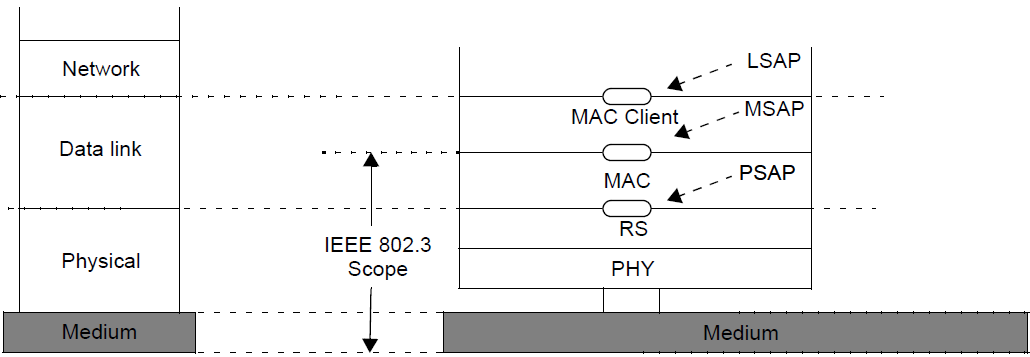 Network
Data link
Physical
Medium
IEEE 802.3
Scope
LSAP
MAC Client
MSAP
MAC
PSAP
RS
PHY
Medium